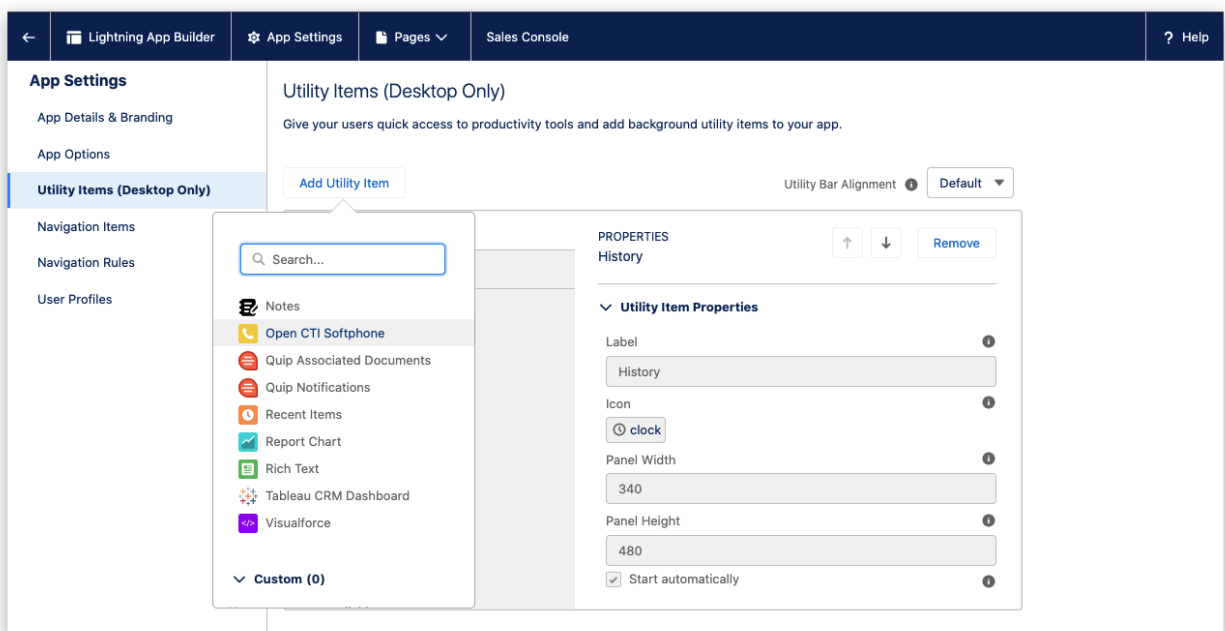 Lightning App Builder
App Settings
Pages
Sales Console
? Help
App Settings
App Details & Branding
App Options
Utility Items (Desktop Only)
Navigation Items
Navigation Rules
User Profiles
Utility Items (Desktop Only)
Give your users quick access to productivity tools and add background utility items to your app.
Add Utility Item
Utility Bar Alignment
Default
Search...
Notes
Open CTI Softphone
Quip Associated Documents
Quip Notifications
Recent Items
Report Chart
Rich Text
Tableau CRM Dashboard
Visualforce
Custom (0)
PROPERTIES
History
Remove
Utility Item Properties
Label
History
Icon
clock
Panel Width
340
Panel Height
480
Start automatically